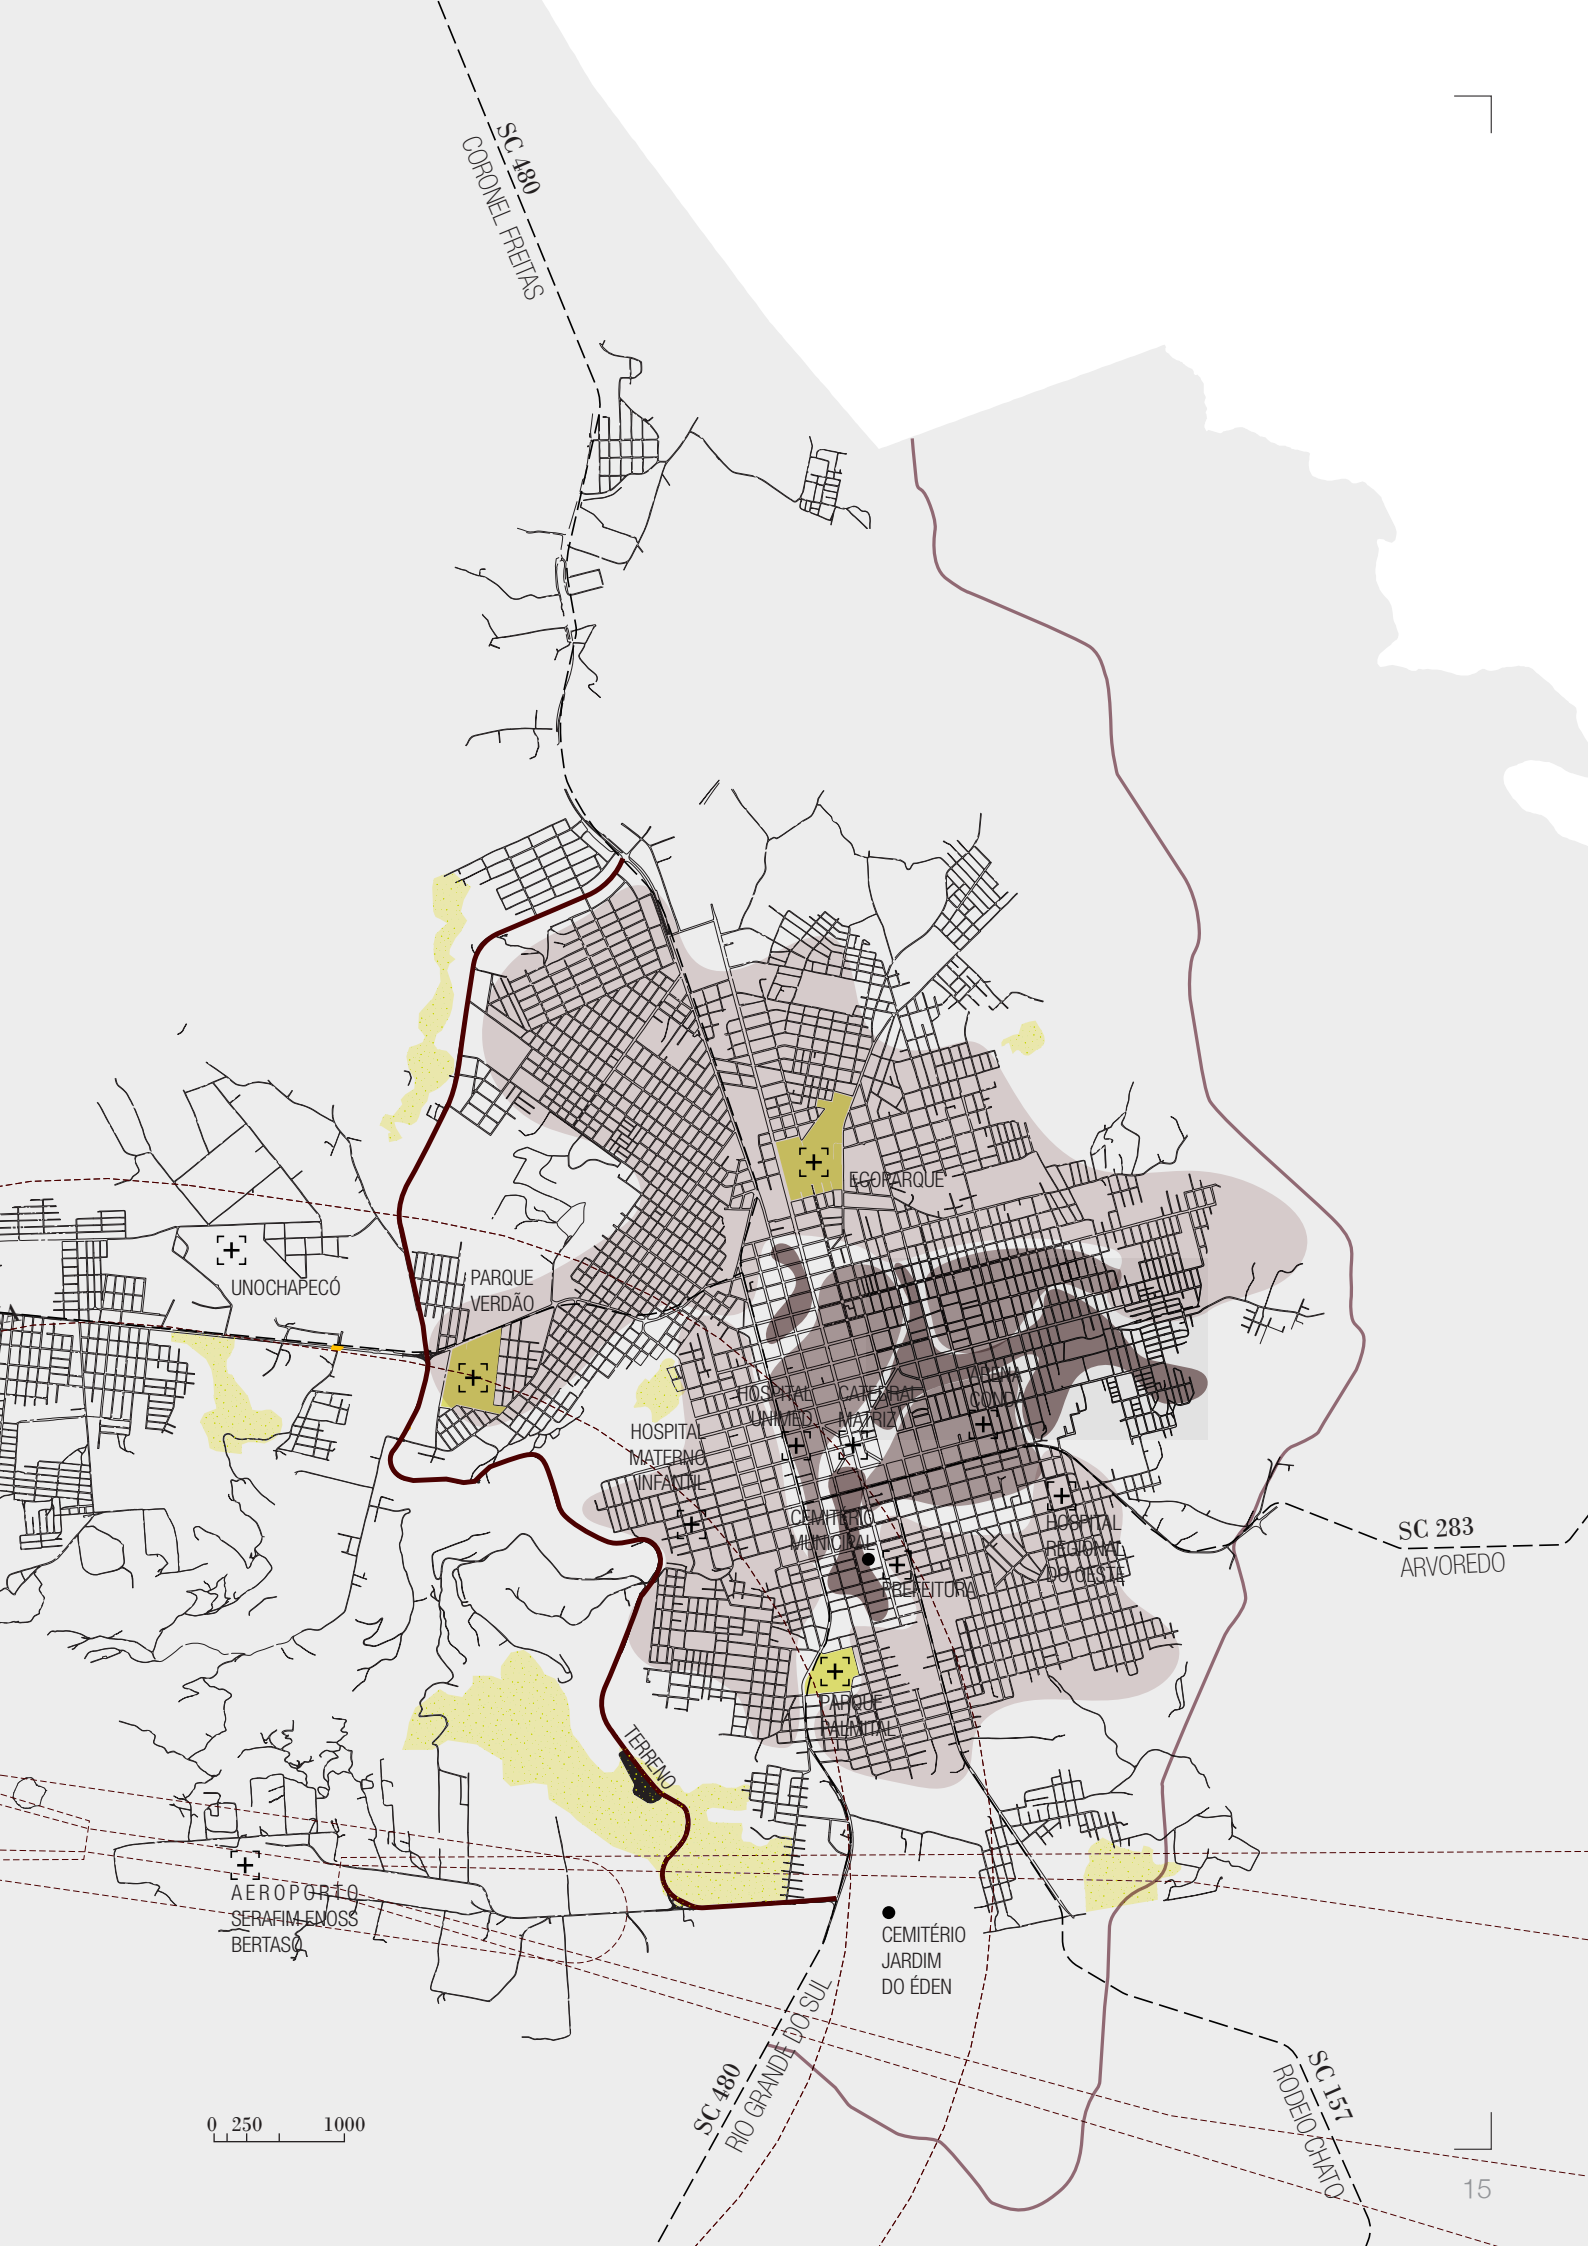 SC 480
CORONEL FREITAS
ECOPARQUE
UNOCHAPECÓ
PARQUE
VERDÃO
ARENA
CONDÁ
HOSPITAL
UNIMED
CATEDRAL
MATRIZ
HOSPITAL
MATERNO
INFANTIL
CEMITÉRIO
MUNICIPAL
HOSPITAL
REGIONAL
DO OESTE
SC 283
ARVOREDO
PREFEITURA
PARQUE
PALMITAL
TERRENO
AEROPORTO
SERAFIM ENOSS
BERTASO
CEMITÉRIO
JARDIM
DO ÉDEN
SC 480
RIO GRANDE DO SUL
SC 157
RODEIO CHATO
0 250 1000
15